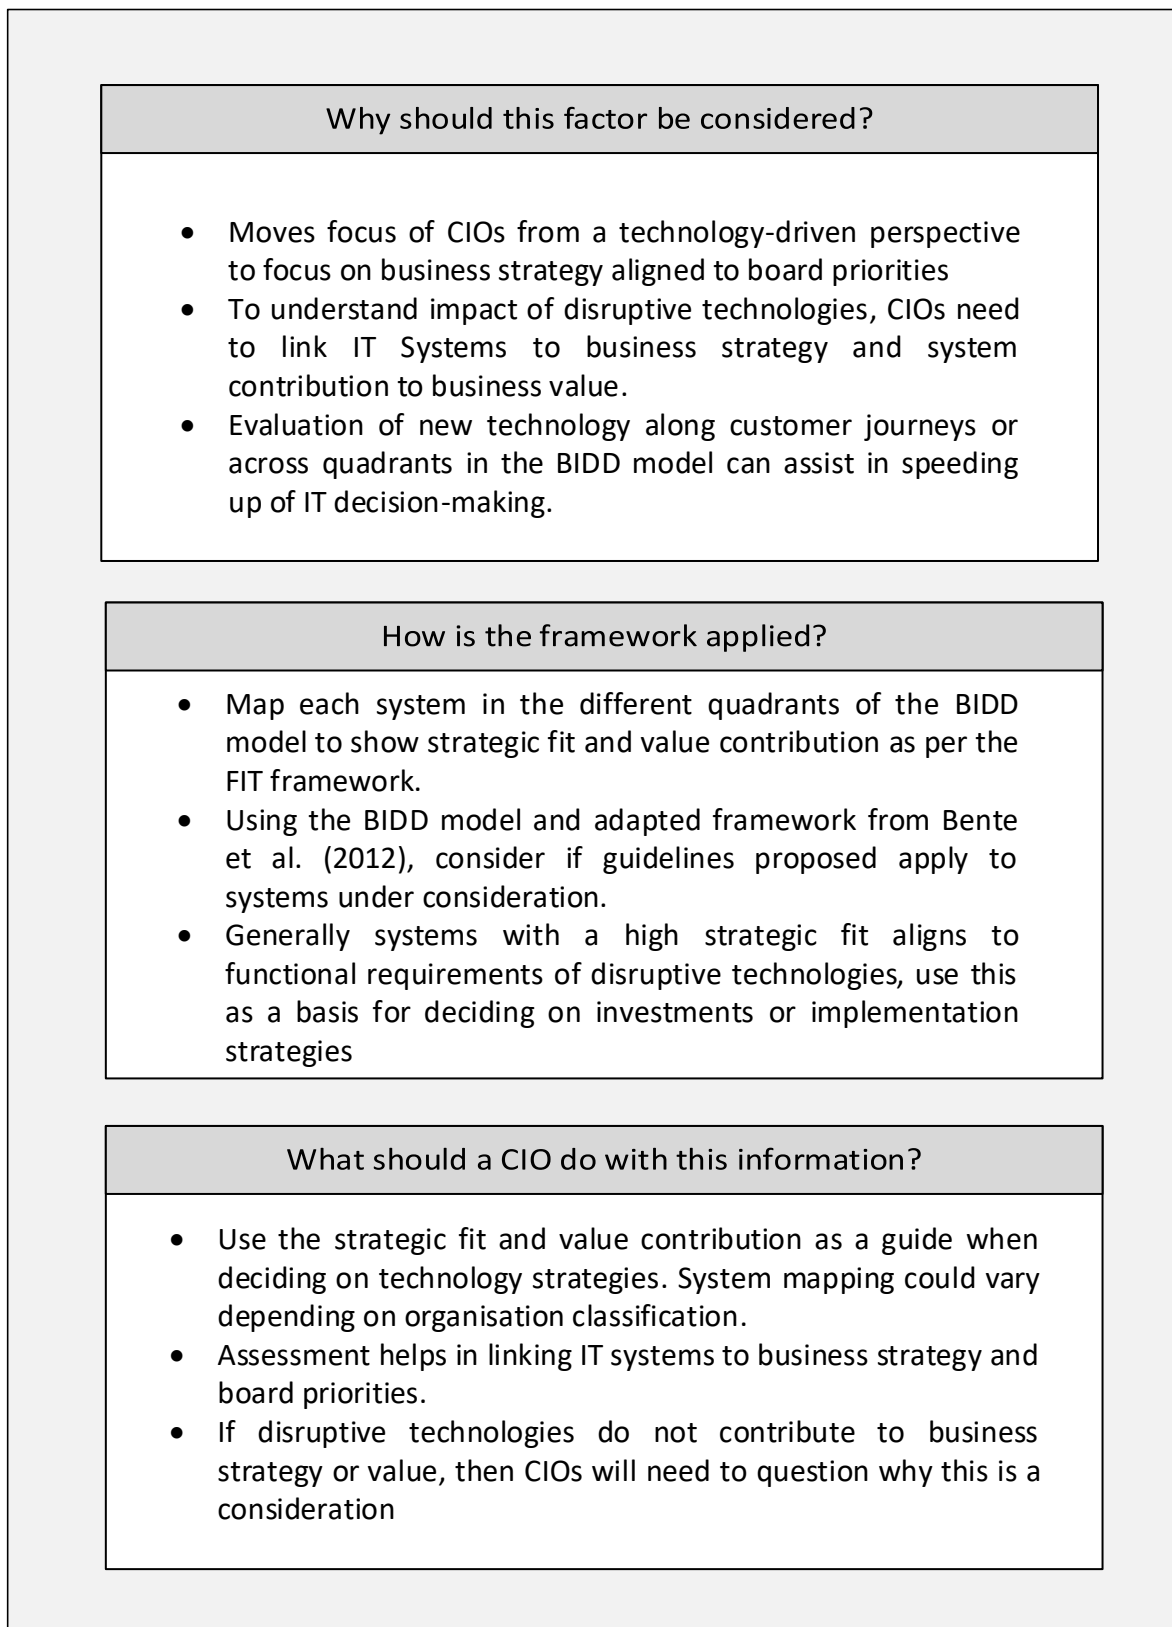 Why should this factor be considered?
• Moves focus of CIOs from a technology-driven perspective
to focus on business strategy aligned to board priorities
• To understand impact of disruptive technologies, CIOs need
to link IT Systems to business strategy and system
contribution to business value.
• Evaluation of new technology along customer journeys or
across quadrants in the BIDD model can assist in speeding
up of IT decision-making.
How is the framework applied?
• Map each system in the different quadrants of the BIDD
model to show strategic fit and value contribution as per the
FIT framework.
• Using the BIDD model and adapted framework from Bente
et al. (2012), consider if guidelines proposed apply to
systems under consideration.
• Generally systems with a high strategic fit aligns to
functional requirements of disruptive technologies, use this
as a basis for deciding on investments or implementation
strategies
What should a CIO do with this information?
• Use the strategic fit and value contribution as a guide when
deciding on technology strategies. System mapping could vary
depending on organisation classification.
• Assessment helps in linking IT systems to business strategy and
board priorities.
• If disruptive technologies do not contribute to business
strategy or value, then CIOs will need to question why this is a
consideration